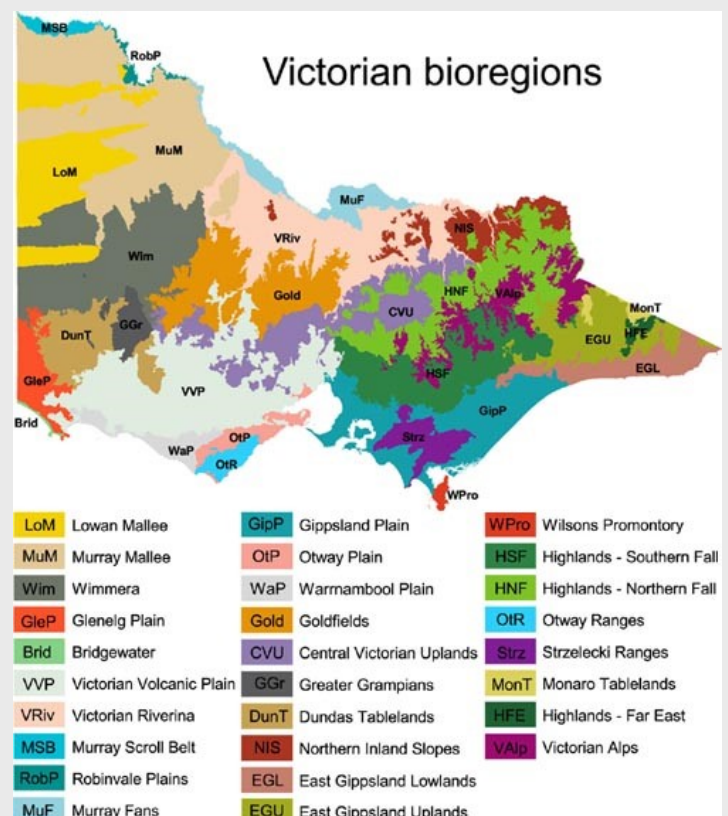 Victorian bioregions
MSB
RobP
MuM
LoM
MuF
VRiv
NIS
Wim
Gold
HNF
VAlp
CVU
MonT
GGr
DunT
HFE
EGU
EGL
HSF
GleP
VVP
GipP
Brid
OtP
Strz
WaP
OtR
WPro
LoM Lowan Mallee
MuM Murray Mallee
Wim Wimmera
GleP Glenelg Plain
Brid Bridgewater
VVP Victorian Volcanic Plain
VRiv Victorian Riverina
MSB Murray Scroll Belt
RobP Robinvale Plains
MuF Murray Fans
GipP Gippsland Plain
OtP Otway Plain
WaP Warrnambool Plain
Gold Goldfields
CVU Central Victorian Uplands
GGr Greater Grampians
DunT Dundas Tablelands
NIS Northern Inland Slopes
EGL East Gippsland Lowlands
EGU East Gippsland Uplands
WPro Wilsons Promontory
HSF Highlands - Southern Fall
HNF Highlands - Northern Fall
OtR Otway Ranges
Strz Strzelecki Ranges
MonT Monaro Tablelands
HFE Highlands - Far East
VAlp Victorian Alps